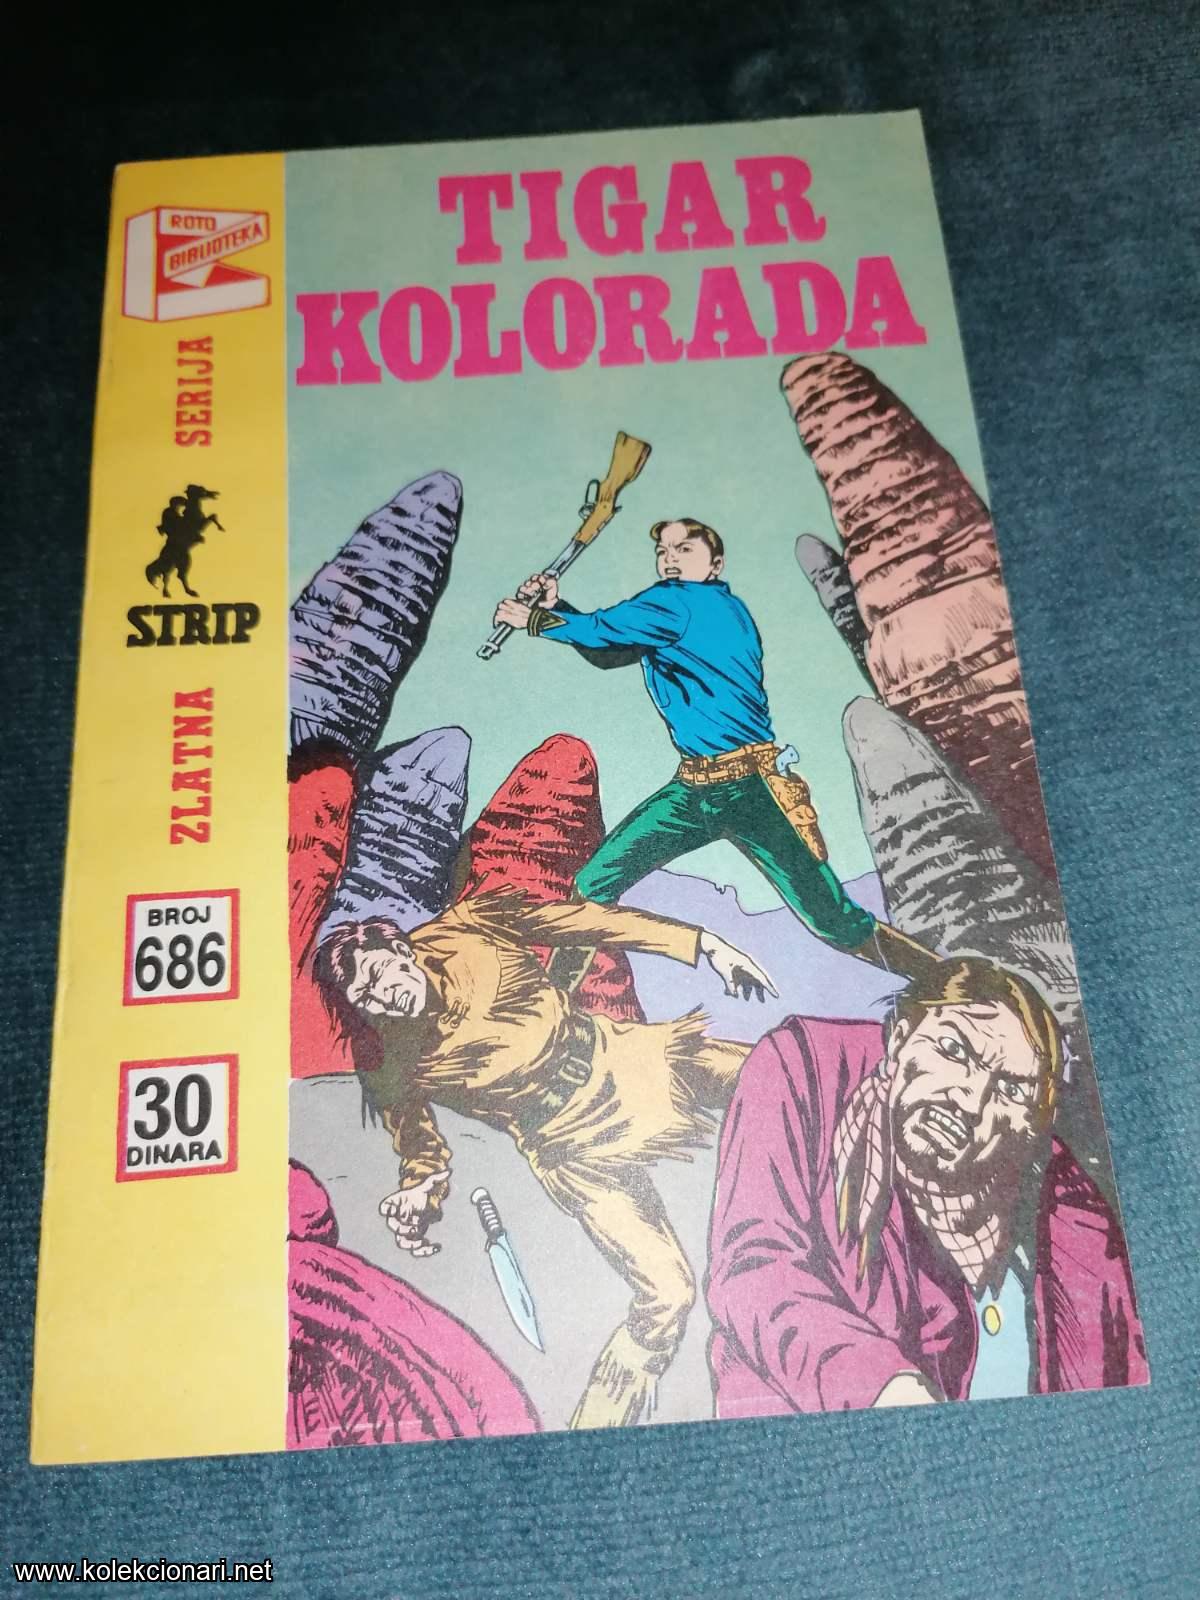 TIGAR
KOLORADA
ROTO
BIBLIOTEKA
SERIJA
STRIP
ZLATNA
BROJ
686
30
DINARA
www.kolekcionari.net